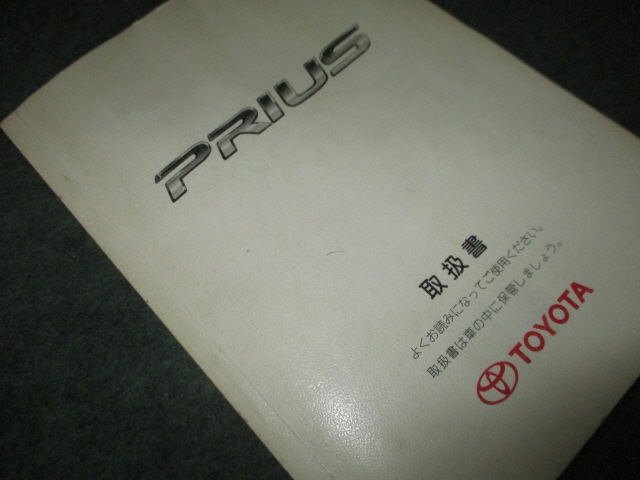 PRIUS
取扱書
よくお読みになってご使用ください。
取扱書は車の中に保管しましょう。
TOYOTA